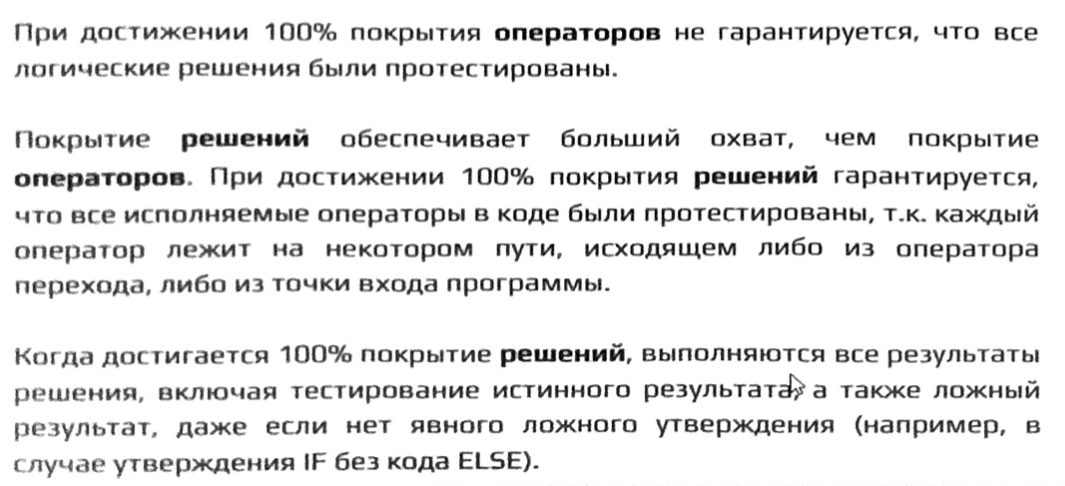 При достижении 100% покрытия операторов не гарантируется, что все
логические решения были протестированы.
Покрытие решений обеспечивает больший охват, чем покрытие
операторов. При достижении 100% покрытия решений гарантируется,
что все исполняемые операторы в коде были протестированы, т.к. каждый
оператор лежит на некотором пути, исходящем либо из оператора
перехода, либо из точки входа программы.
Когда достигается 100% покрытие решений, выполняются все результаты
решения, включая тестирование истинного результата, а также ложный
результат, даже если нет явного ложного утверждения (например, в
случае утверждения IF без кода ELSE).